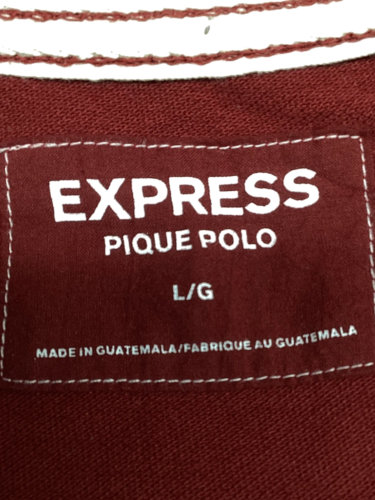 EXPRESS
PIQUE POLO
L/G
MADE IN GUATEMALA/FABRIQUE AU GUATEMALA